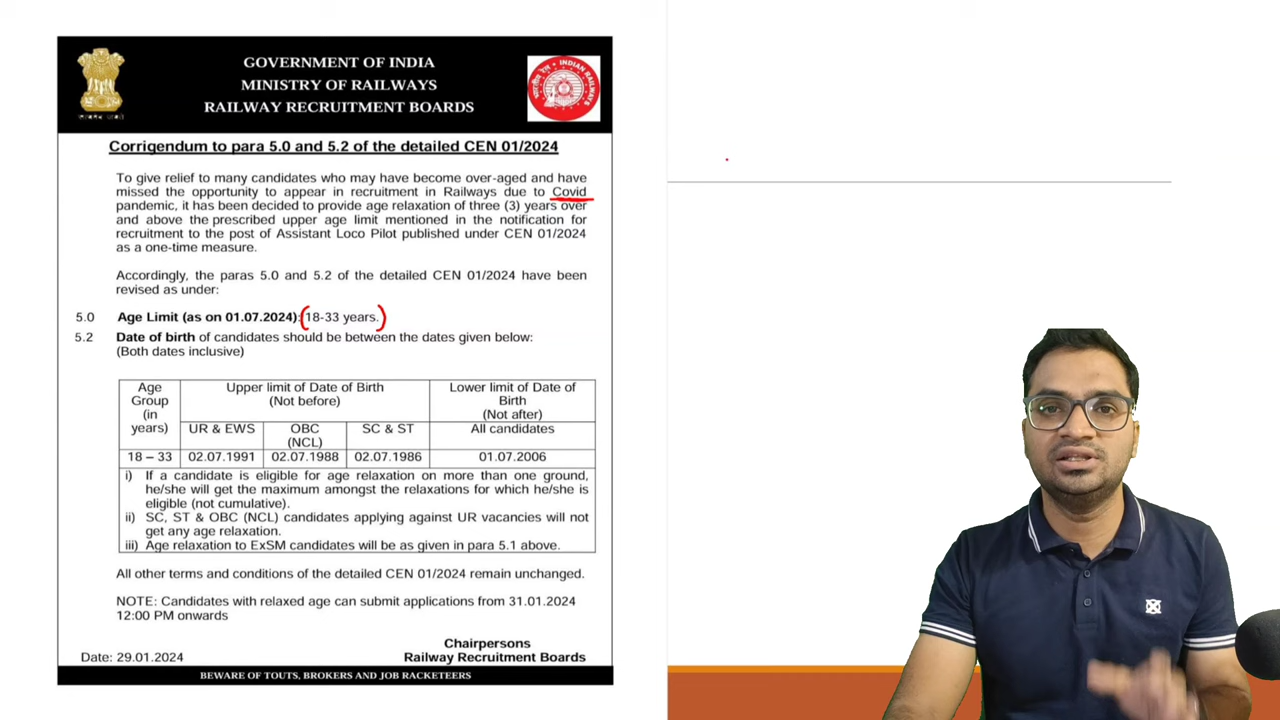 GOVERNMENT OF INDIA
MINISTRY OF RAILWAYS
RAILWAY RECRUITMENT BOARDS
INDIAN RAILWAYS
Corrigendum to para 5.0 and 5.2 of the detailed CEN 01/2024
To give relief to many candidates who may have become over-aged and have
missed the opportunity to appear in recruitment in Railways due to Covid
pandemic, it has been decided to provide age relaxation of three (3) years over
and above the prescribed upper age limit mentioned in the notification for
recruitment to the post of Assistant Loco Pilot published under CEN 01/2024
as a one-time measure.
Accordingly, the paras 5.0 and 5.2 of the detailed CEN 01/2024 have been
revised as under:
5.0 Age Limit (as on 01.07.2024): 18-33 years.
5.2 Date of birth of candidates should be between the dates given below:
(Both dates inclusive)
Age Group (in years)
Upper limit of Date of Birth (Not before)
Lower limit of Date of Birth (Not after)
UR & EWS OBC (NCL) SC & ST All candidates
18 – 33 02.07.1991 02.07.1988 02.07.1986 01.07.2006
i) If a candidate is eligible for age relaxation on more than one ground,
he/she will get the maximum amongst the relaxations for which he/she is
eligible (not cumulative).
ii) SC, ST & OBC (NCL) candidates applying against UR vacancies will not
get any age relaxation.
iii) Age relaxation to ExSM candidates will be as given in para 5.1 above.
All other terms and conditions of the detailed CEN 01/2024 remain unchanged.
NOTE: Candidates with relaxed age can submit applications from 31.01.2024
12:00 PM onwards
Chairpersons
Date: 29.01.2024 Railway Recruitment Boards
BEWARE OF TOUTS, BROKERS AND JOB RACKETEERS